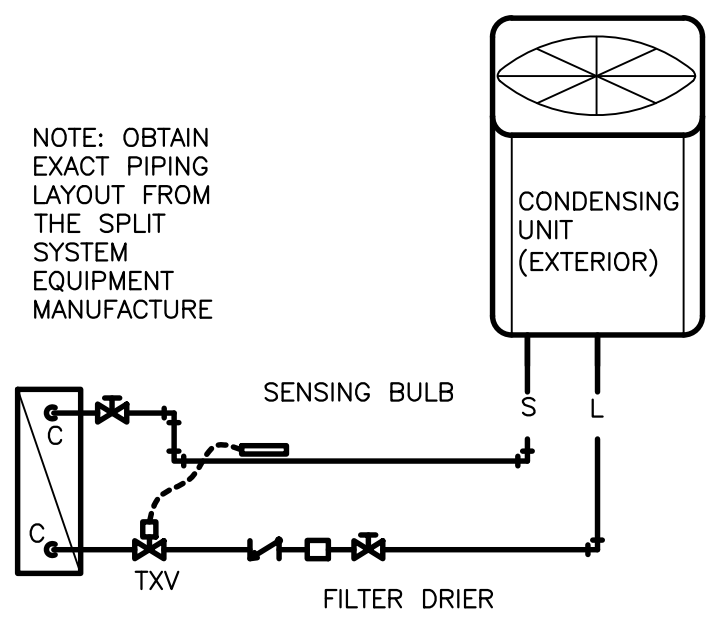 NOTE: OBTAIN
EXACT PIPING
LAYOUT FROM
THE SPLIT
SYSTEM
EQUIPMENT
MANUFACTURE
CONDENSING
UNIT
(EXTERIOR)
SENSING BULB
S
L
C
C
TXV
FILTER DRIER